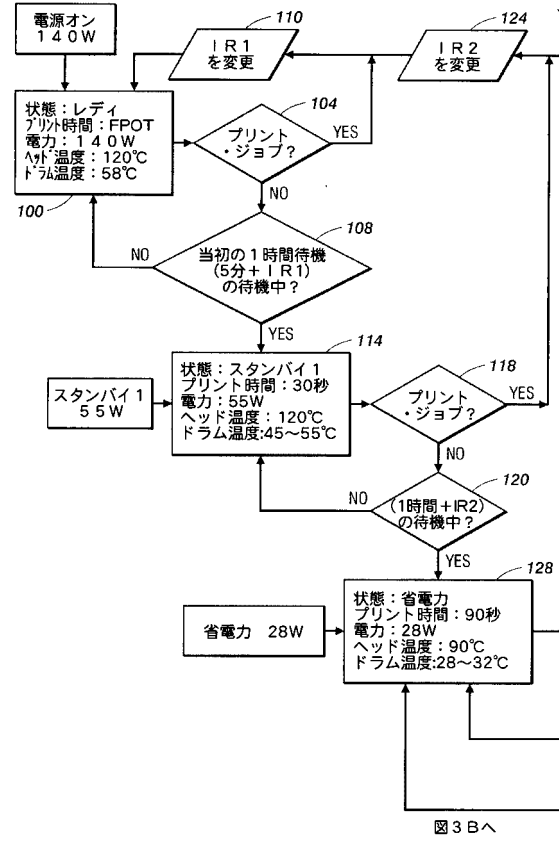 電源オン
140W
110
IR1
を変更
124
IR2
を変更
状態：レディ
プリント時間：FPOT
電力：140W
ヘッド温度：120℃
ドラム温度：58℃
100
104
プリント
・ジョブ？
YES
NO
108
当初の1時間待機
(5分+IR1)
の待機中？
NO
YES
114
スタンバイ1
55W
状態：スタンバイ1
プリント時間：30秒
電力：55W
ヘッド温度：120℃
ドラム温度:45～55℃
118
プリント
・ジョブ？
YES
NO
120
(1時間+IR2)
の待機中？
NO
YES
128
省電力 28W
状態：省電力
プリント時間：90秒
電力：28W
ヘッド温度：90℃
ドラム温度:28～32℃
図3Bへ